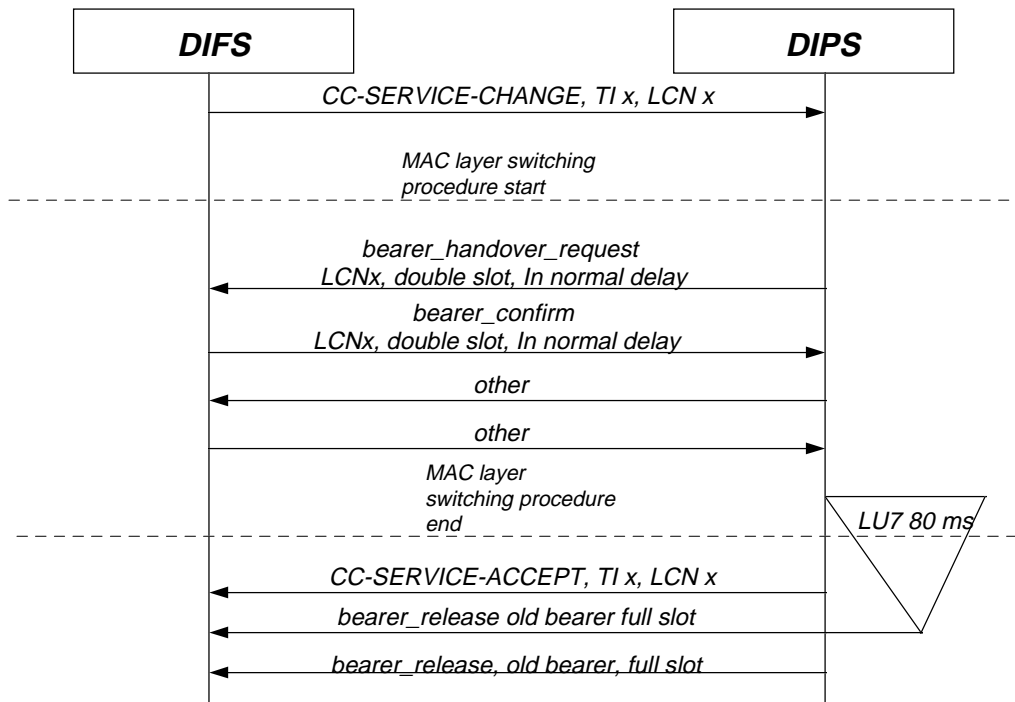 DIFS
DIPS
CC-SERVICE-CHANGE, TI x, LCN x
MAC layer switching
procedure start
bearer_handover_request
LCNx, double slot, In normal delay
bearer_confirm
LCNx, double slot, In normal delay
other
other
MAC layer
switching procedure
end
LU7 80 ms
CC-SERVICE-ACCEPT, TI x, LCN x
bearer_release old bearer full slot
bearer_release, old bearer, full slot